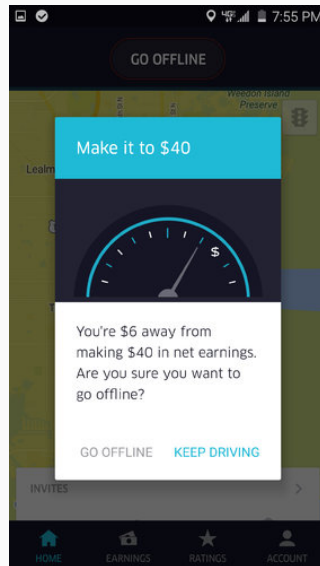 7:55 PM
GO OFFLINE
Weedon Island
Preserve
Make it to $40
Lealm
$
You're $6 away from
making $40 in net earnings.
Are you sure you want to
go offline?
GO OFFLINE KEEP DRIVING
INVITES
HOME EARNINGS RATINGS ACCOUNT